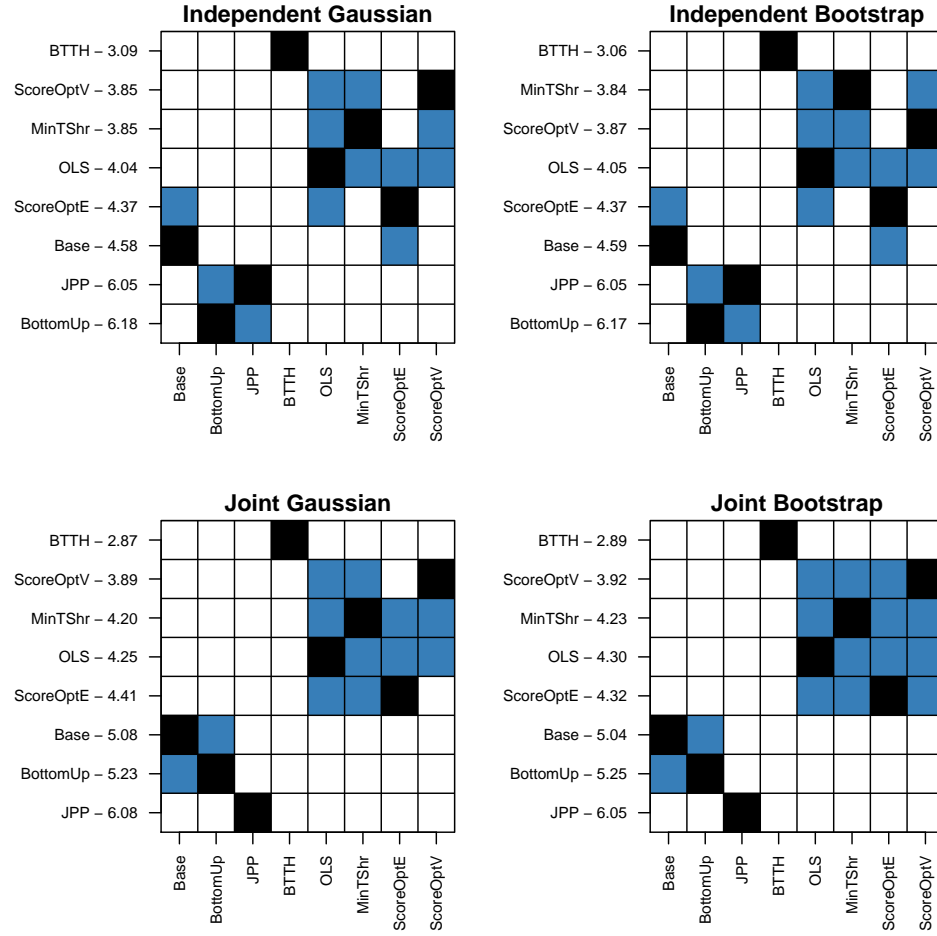 Independent Gaussian
BTTH − 3.09
ScoreOptV − 3.85
MinTShr − 3.85
OLS − 4.04
ScoreOptE − 4.37
Base − 4.58
JPP − 6.05
BottomUp − 6.18
Base
BottomUp
JPP
BTTH
OLS
MinTShr
ScoreOptE
ScoreOptV
Independent Bootstrap
BTTH − 3.06
MinTShr − 3.84
ScoreOptV − 3.87
OLS − 4.05
ScoreOptE − 4.37
Base − 4.59
JPP − 6.05
BottomUp − 6.17
Base
BottomUp
JPP
BTTH
OLS
MinTShr
ScoreOptE
ScoreOptV
Joint Gaussian
BTTH − 2.87
ScoreOptV − 3.89
MinTShr − 4.20
OLS − 4.25
ScoreOptE − 4.41
Base − 5.08
BottomUp − 5.23
JPP − 6.08
Base
BottomUp
JPP
BTTH
OLS
MinTShr
ScoreOptE
ScoreOptV
Joint Bootstrap
BTTH − 2.89
ScoreOptV − 3.92
MinTShr − 4.23
OLS − 4.30
ScoreOptE − 4.32
Base − 5.04
BottomUp − 5.25
JPP − 6.05
Base
BottomUp
JPP
BTTH
OLS
MinTShr
ScoreOptE
ScoreOptV